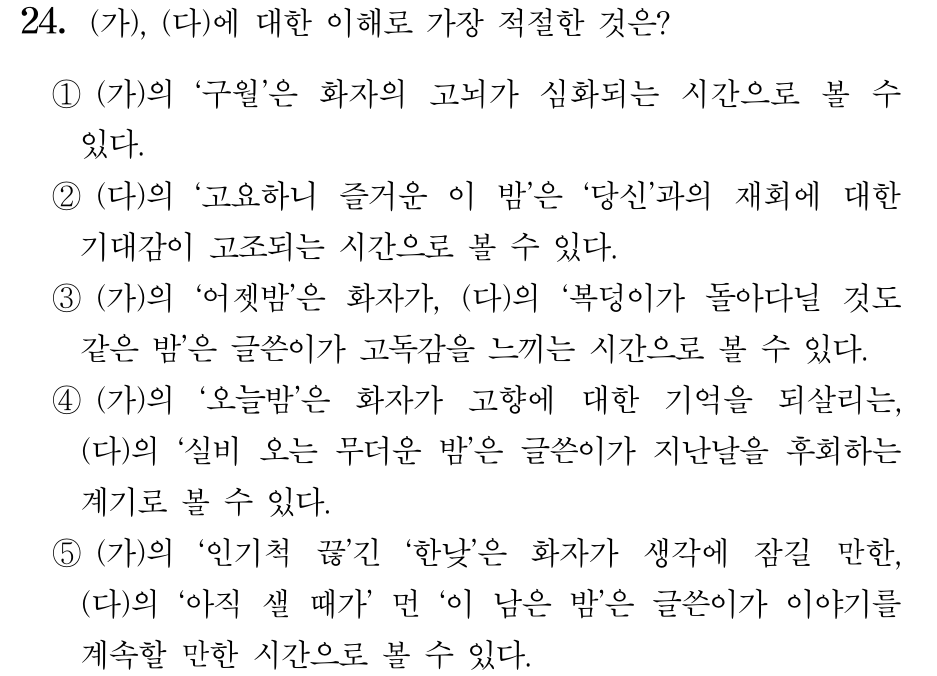 24. (가), (다)에 대한 이해로 가장 적절한 것은?
① (가)의 ‘구월’은 화자의 고뇌가 심화되는 시간으로 볼 수
있다.
② (다)의 ‘고요하니 즐거운 이 밤’은 ‘당신’과의 재회에 대한
기대감이 고조되는 시간으로 볼 수 있다.
③ (가)의 ‘어젯밤’은 화자가, (다)의 ‘복덩이가 돌아다닐 것도
같은 밤’은 글쓴이가 고독감을 느끼는 시간으로 볼 수 있다.
④ (가)의 ‘오늘밤’은 화자가 고향에 대한 기억을 되살리는,
(다)의 ‘실비 오는 무더운 밤’은 글쓴이가 지난날을 후회하는
계기로 볼 수 있다.
⑤ (가)의 ‘인기척 끊’긴 ‘한낮’은 화자가 생각에 잠길 만한,
(다)의 ‘아직 샐 때가’ 먼 ‘이 남은 밤’은 글쓴이가 이야기를
계속할 만한 시간으로 볼 수 있다.